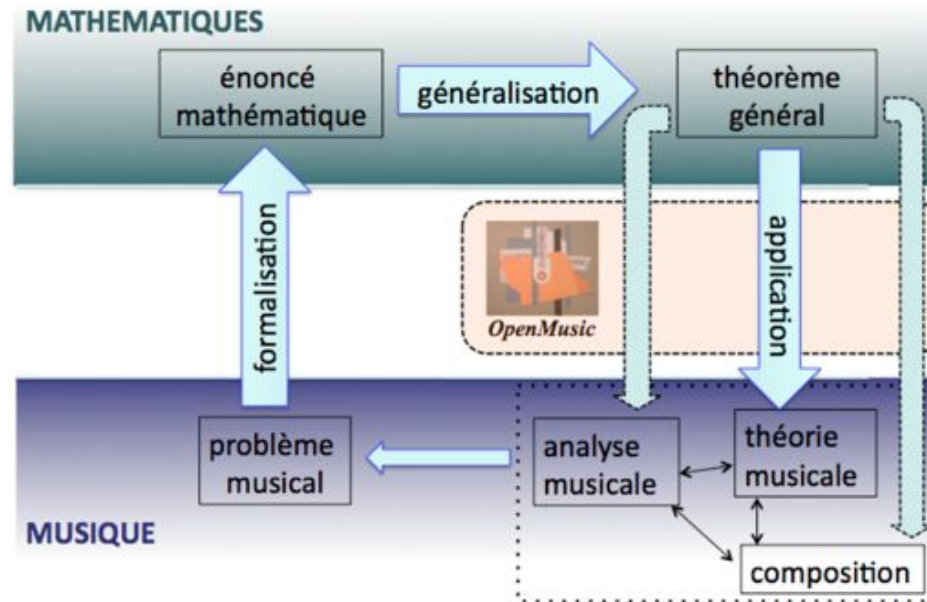 MATHEMATIQUES
énoncé
mathématique
généralisation
théorème
général
formalisation
OpenMusic
application
problème
musical
analyse
musicale
théorie
musicale
MUSIQUE
composition